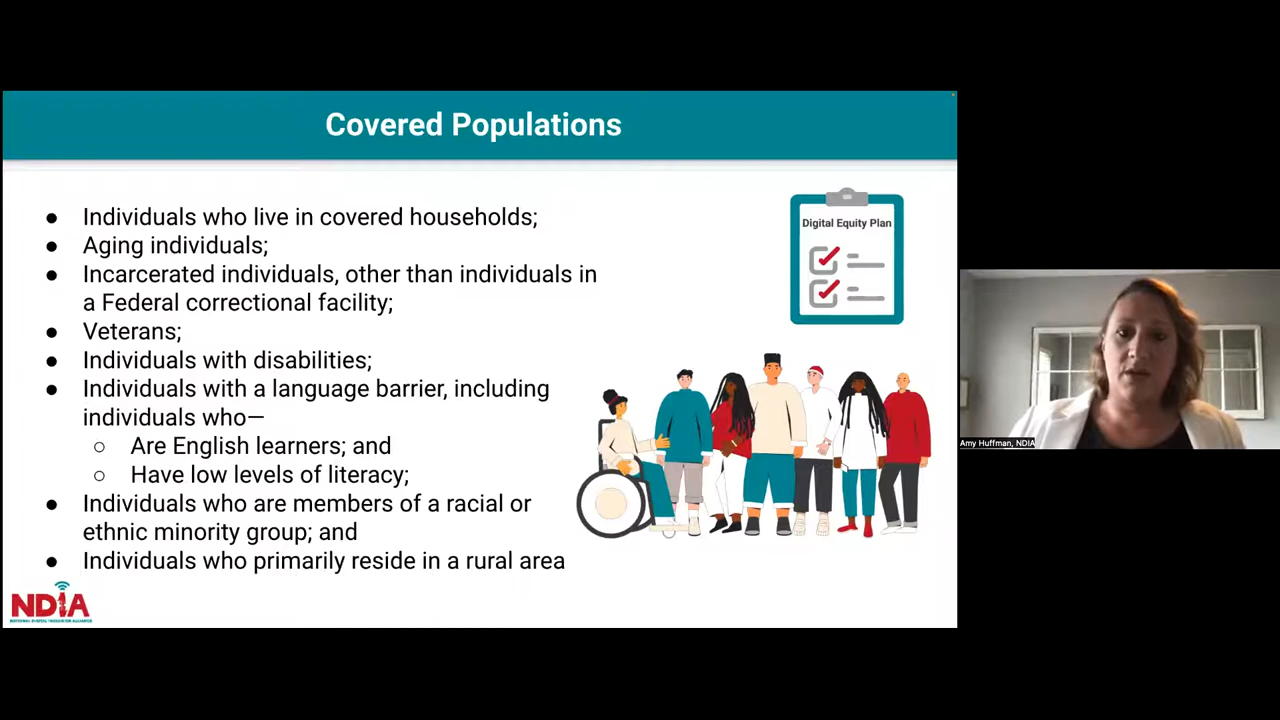 Covered Populations
● Individuals who live in covered households;
● Aging individuals;
● Incarcerated individuals, other than individuals in
a Federal correctional facility;
● Veterans;
● Individuals with disabilities;
● Individuals with a language barrier, including
individuals who—
○ Are English learners; and
○ Have low levels of literacy;
● Individuals who are members of a racial or
ethnic minority group; and
● Individuals who primarily reside in a rural area
Digital Equity Plan
NDIA
Amy Huffman, NDIA